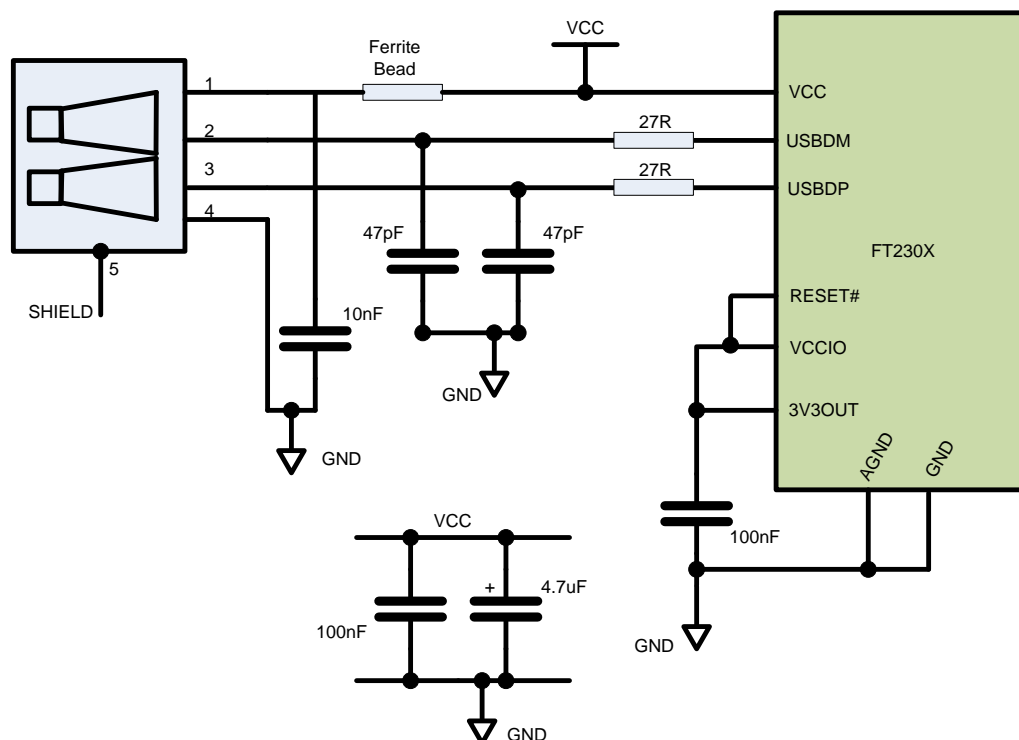 VCC
Ferrite
Bead
1
VCC
27R
2
USBDM
27R
3
USBDP
4
47pF
47pF
FT230X
5
SHIELD
RESET#
10nF
VCCIO
GND
3V3OUT
GND
AGND
GND
VCC
100nF
+
4.7uF
100nF
GND
GND